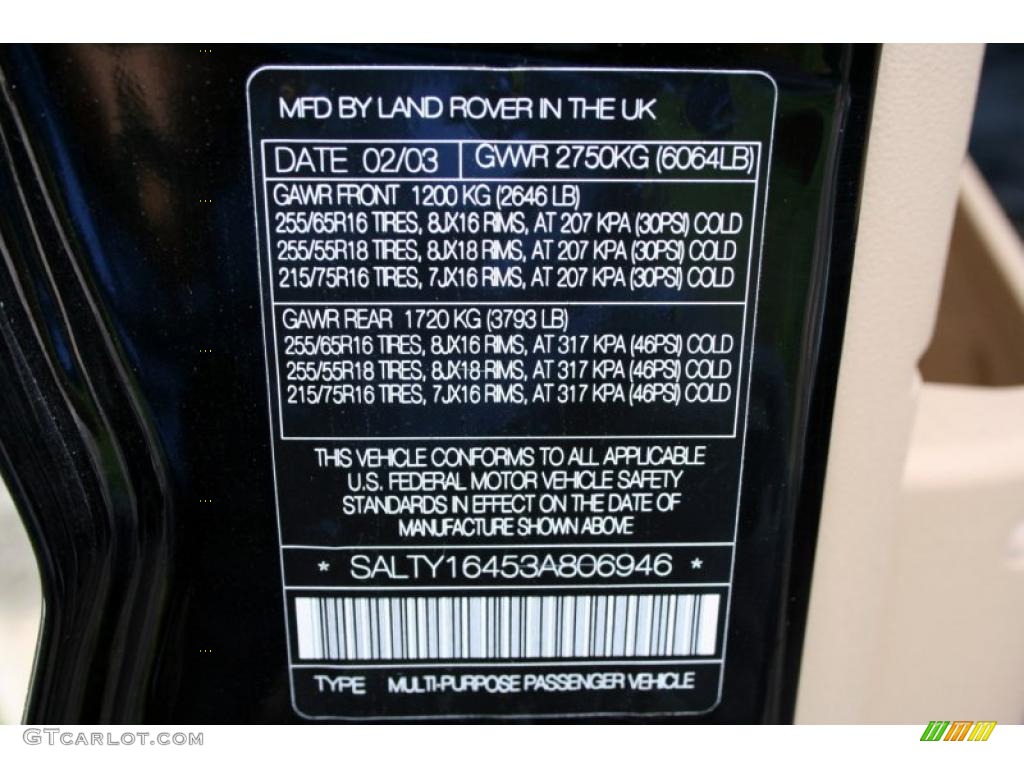 MFD BY LAND ROVER IN THE UK
DATE 02/03 GVWR 2750KG (6064LB)
GAWR FRONT 1200 KG (2646 LB)
255/65R16 TIRES, 8JX16 RIMS, AT 207 KPA (30PSI) COLD
255/55R18 TIRES, 8JX18 RIMS, AT 207 KPA (30PSI) COLD
215/75R16 TIRES, 7JX16 RIMS, AT 207 KPA (30PSI) COLD
GAWR REAR 1720 KG (3793 LB)
255/65R16 TIRES, 8JX16 RIMS, AT 317 KPA (46PSI) COLD
255/55R18 TIRES, 8JX18 RIMS, AT 317 KPA (46PSI) COLD
215/75R16 TIRES, 7JX16 RIMS, AT 317 KPA (46PSI) COLD
THIS VEHICLE CONFORMS TO ALL APPLICABLE
U.S. FEDERAL MOTOR VEHICLE SAFETY
STANDARDS IN EFFECT ON THE DATE OF
MANUFACTURE SHOWN ABOVE
* SALTY16453A806946 *
TYPE MULTI-PURPOSE PASSENGER VEHICLE
GTCARLOT.COM